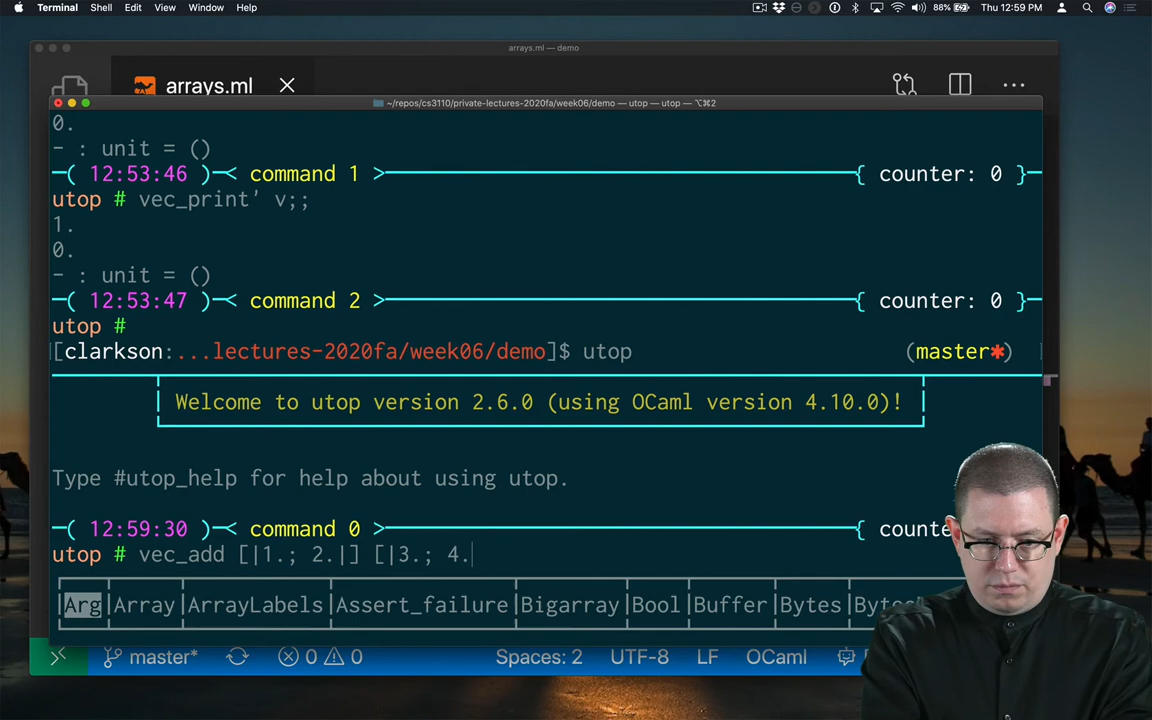 Terminal Shell Edit View Window Help 88% Thu 12:59 PM
arrays.ml — demo
arrays.ml
~/repos/cs3110/private-lectures-2020fa/week06/demo — utop — utop — ⌥⌘2
0.
- : unit = ()
─( 12:53:46 )─< command 1 >─{ counter: 0 }─
utop # vec_print' v;;
1.
0.
- : unit = ()
─( 12:53:47 )─< command 2 >─{ counter: 0 }─
utop #
[clarkson:...lectures-2020fa/week06/demo]$ utop (master*)
Welcome to utop version 2.6.0 (using OCaml version 4.10.0)!
Type #utop_help for help about using utop.
─( 12:59:30 )─< command 0 >─{ counte
utop # vec_add [|1.; 2.|] [|3.; 4.
Arg Array ArrayLabels Assert_failure Bigarray Bool Buffer Bytes Bytes
master* 0 0 Spaces: 2 UTF-8 LF OCaml